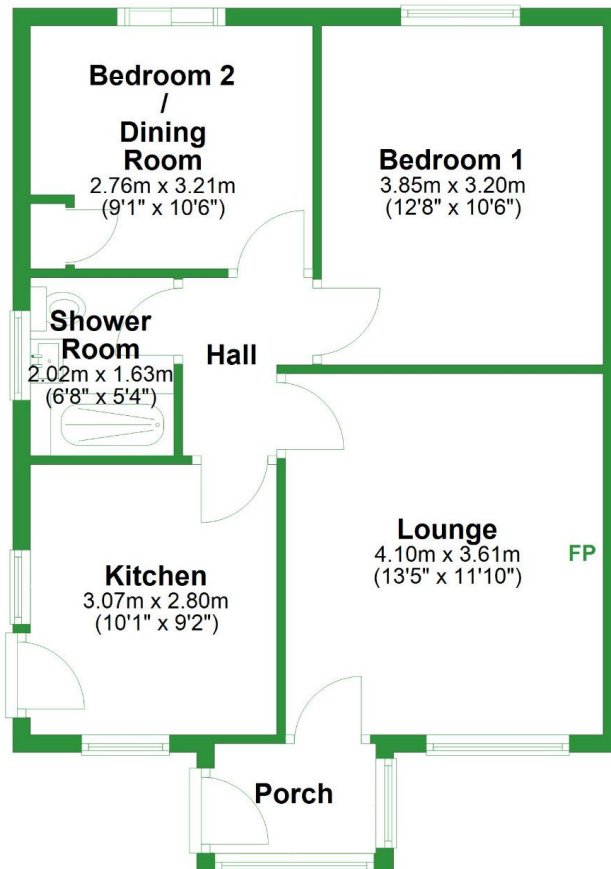 Bedroom 2
/
Dining
Room
2.76m x 3.21m
(9'1" x 10'6")
Bedroom 1
3.85m x 3.20m
(12'8" x 10'6")
Shower
Room
2.02m x 1.63m
(6'8" x 5'4")
Hall
Lounge
4.10m x 3.61m
(13'5" x 11'10")
FP
Kitchen
3.07m x 2.80m
(10'1" x 9'2")
Porch